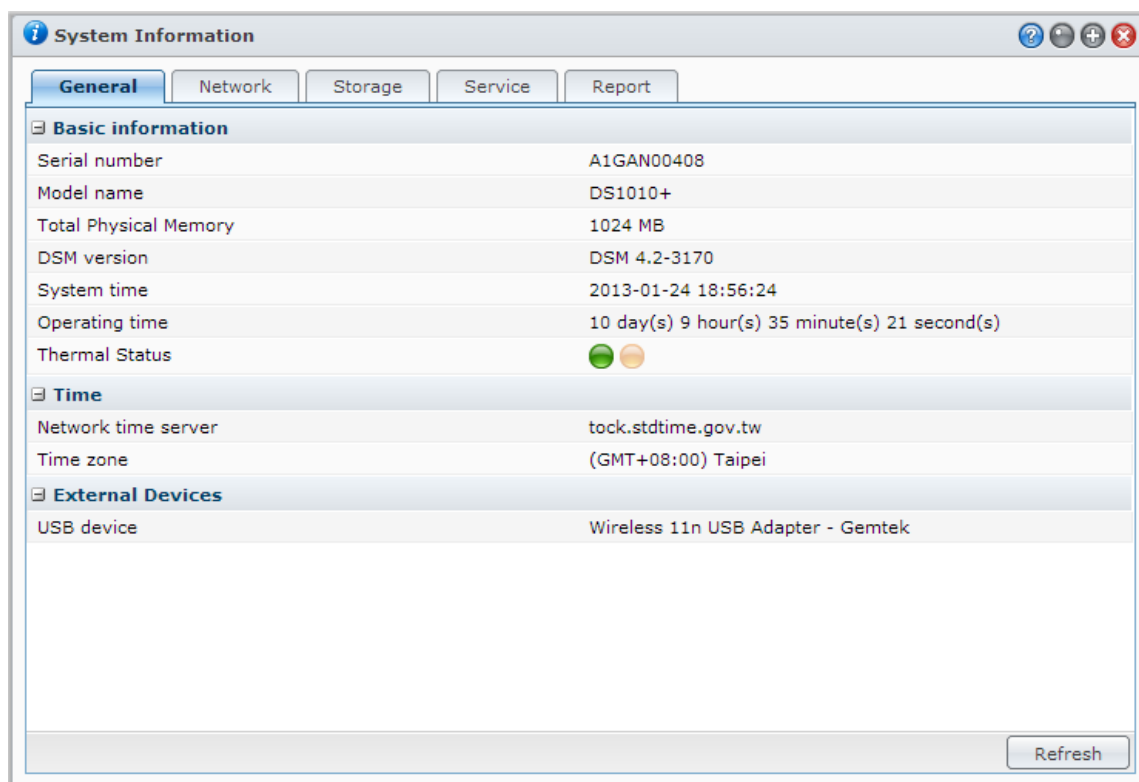 System Information
General Network Storage Service Report
Basic information
Serial number A1GAN00408
Model name DS1010+
Total Physical Memory 1024 MB
DSM version DSM 4.2-3170
System time 2013-01-24 18:56:24
Operating time 10 day(s) 9 hour(s) 35 minute(s) 21 second(s)
Thermal Status
Time
Network time server tock.stdtime.gov.tw
Time zone (GMT+08:00) Taipei
External Devices
USB device Wireless 11n USB Adapter - Gemtek
Refresh